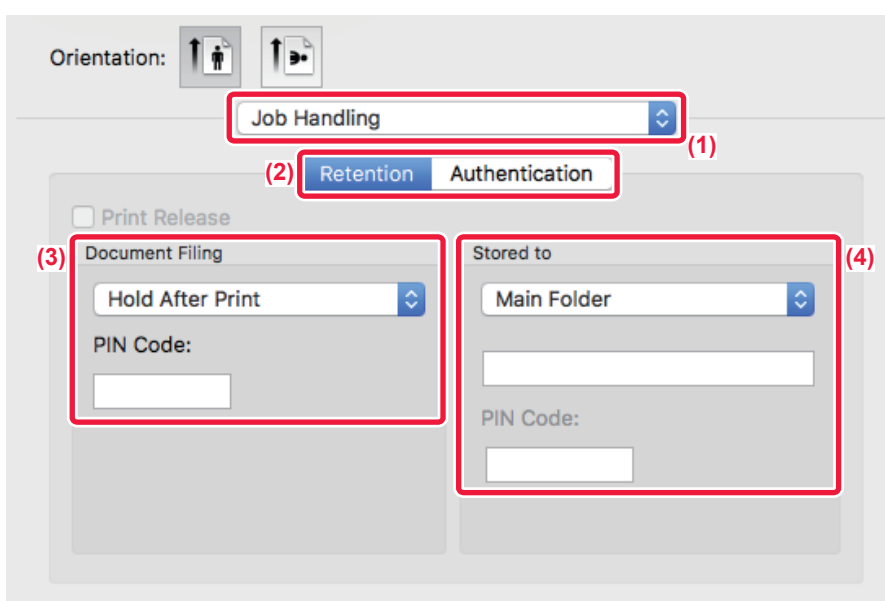 Orientation:
Job Handling
(1)
(2) Retention Authentication
Print Release
(3) Document Filing
Stored to (4)
Hold After Print
Main Folder
PIN Code:
PIN Code: